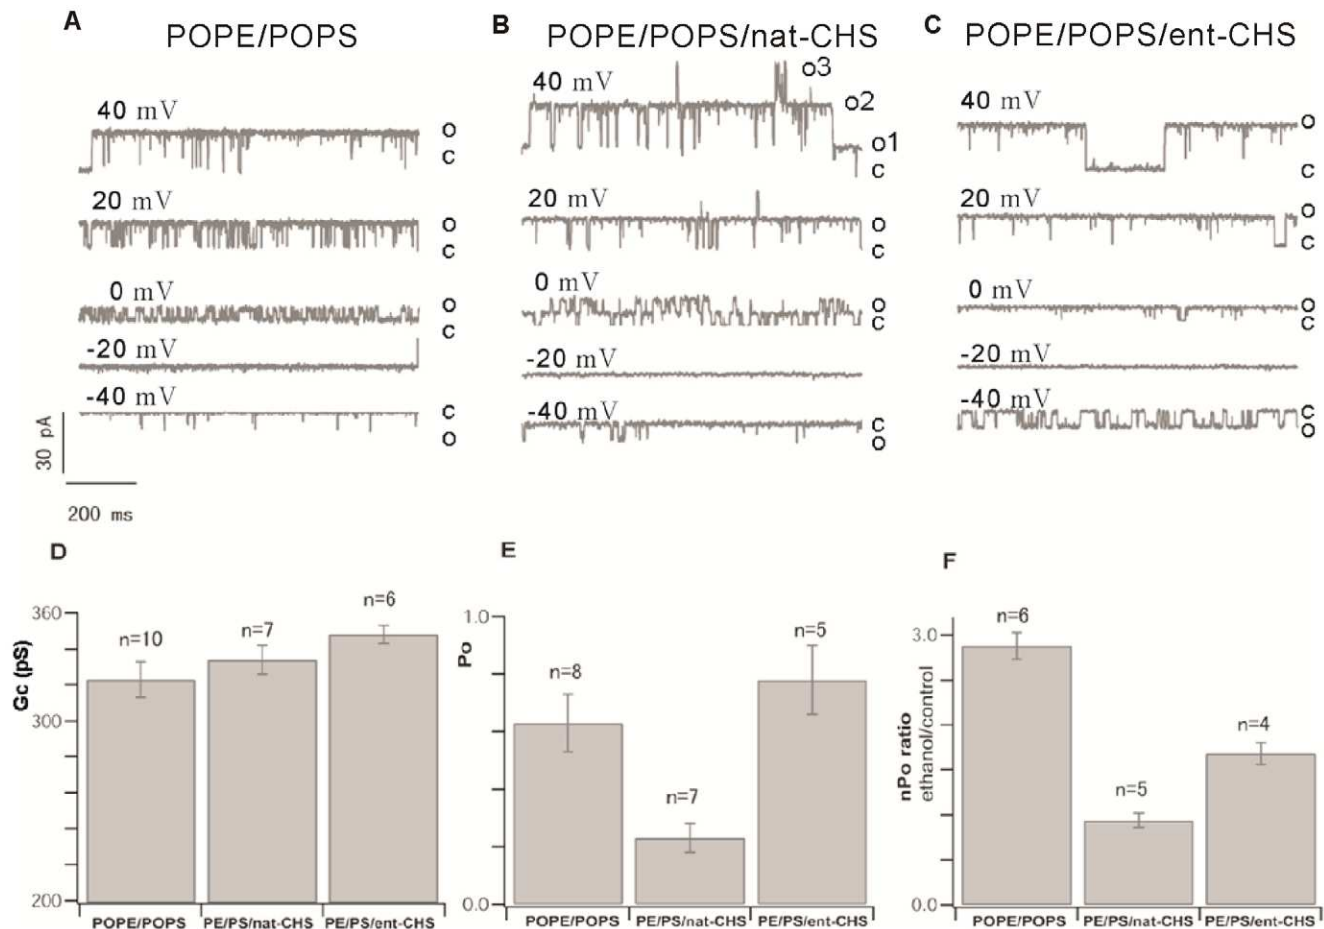 A
POPE/POPS
40 mV
o
c
20 mV
o
c
0 mV
o
c
-20 mV
-40 mV
c
o
30 pA
200 ms
B
POPE/POPS/nat-CHS
40 mV
o3
o2
o1
c
20 mV
o
c
0 mV
o
c
-20 mV
-40 mV
c
o
C
POPE/POPS/ent-CHS
40 mV
o
c
20 mV
o
c
0 mV
o
c
-20 mV
-40 mV
c
o
D
Gc (pS)
360
300
200
n=10
n=7
n=6
POPE/POPS
PE/PS/nat-CHS
PE/PS/ent-CHS
E
Po
1.0
0.0
n=8
n=7
n=5
POPE/POPS
PE/PS/nat-CHS
PE/PS/ent-CHS
F
nPo ratio
ethanol/control
3.0
0.0
n=6
n=5
n=4
POPE/POPS
PE/PS/nat-CHS
PE/PS/ent-CHS